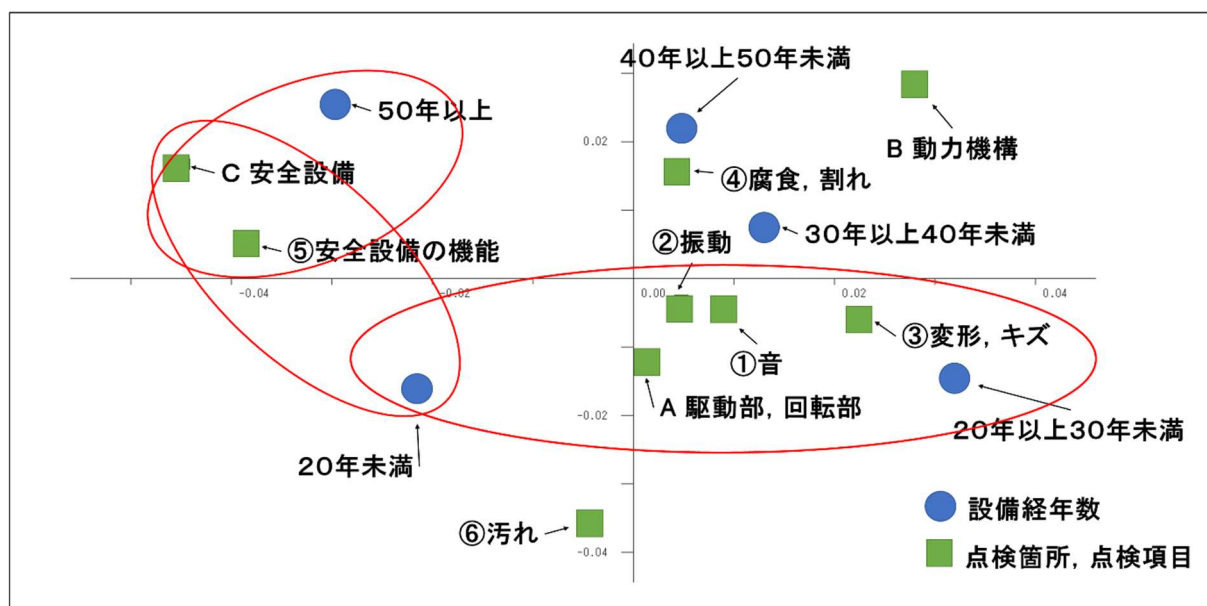 40年以上50年未満
50年以上
B 動力機構
0.02
C 安全設備
④腐食, 割れ
②振動
30年以上40年未満
⑤安全設備の機能
-0.04
-0.02
0.00
0.02
0.04
③変形, キズ
①音
A 駆動部, 回転部
-0.02
20年以上30年未満
20年未満
設備経年数
⑥汚れ
-0.04
点検箇所, 点検項目